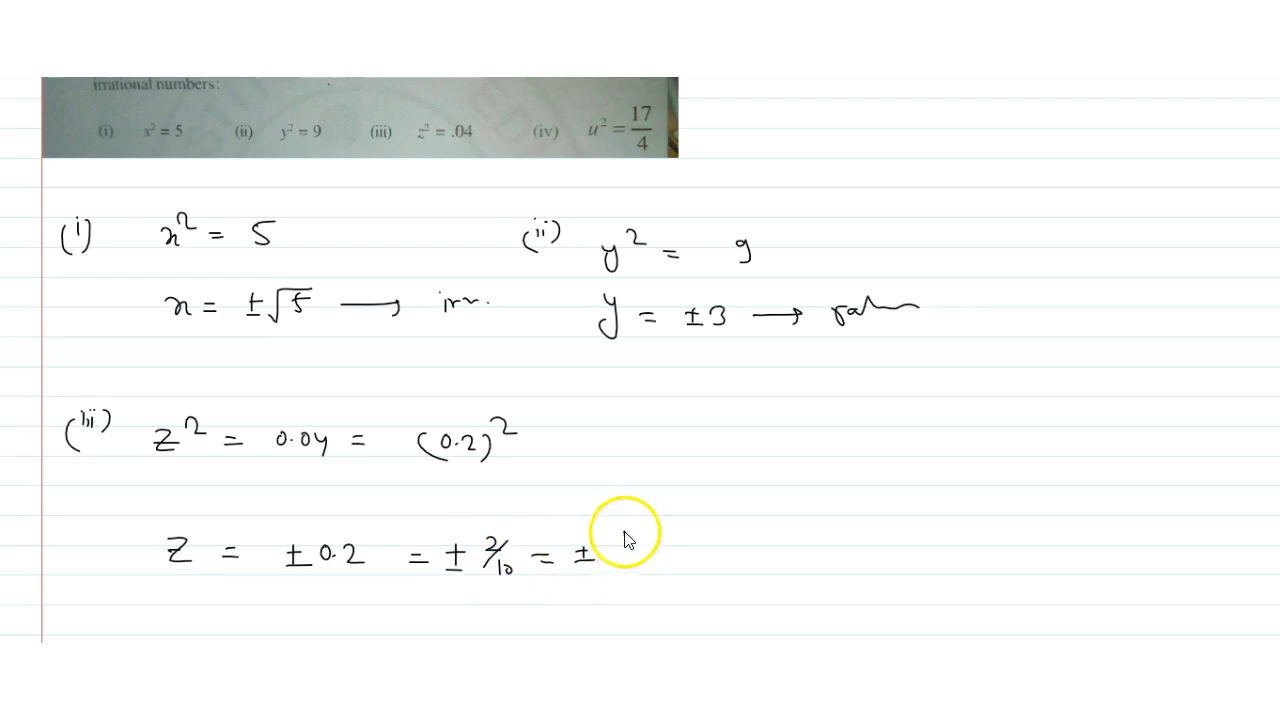 irrational numbers:
(i) x² = 5 (ii) y² = 9 (iii) z² = .04 (iv) u² = 17/4
(i) x² = 5
x = ±√5 → irr.
(ii) y² = 9
y = ±3 → 
(iii) z² = 0.04 = (0.2)²
z = ±0.2 = ± 2/10 = ±